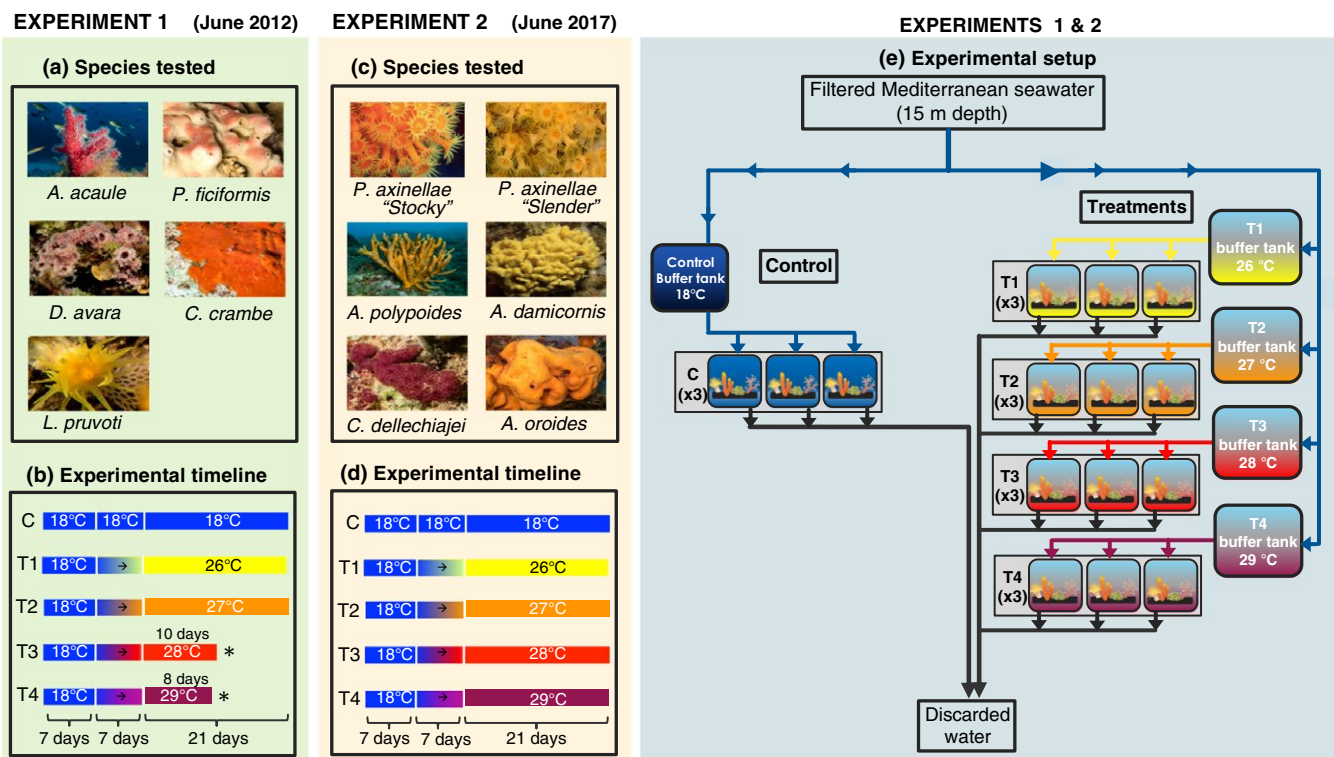 EXPERIMENT 1 (June 2012)
(a) Species tested
A. acaule
P. ficiformis
D. avara
C. crambe
L. pruvoti
(b) Experimental timeline
C 18°C 18°C 18°C
T1 18°C → 26°C
T2 18°C → 27°C
10 days
T3 18°C → 28°C *
8 days
T4 18°C → 29°C *
7 days 7 days 21 days
EXPERIMENT 2 (June 2017)
(c) Species tested
P. axinellae
"Stocky"
P. axinellae
"Slender"
A. polypoides
A. damicornis
C. dellechiajei
A. oroides
(d) Experimental timeline
C 18°C 18°C 18°C
T1 18°C → 26°C
T2 18°C → 27°C
T3 18°C → 28°C
T4 18°C → 29°C
7 days 7 days 21 days
EXPERIMENTS 1 & 2
(e) Experimental setup
Filtered Mediterranean seawater
(15 m depth)
Control
Buffer tank
18°C
Control
C
(x3)
Treatments
T1
buffer tank
26 °C
T1
(x3)
T2
buffer tank
27 °C
T2
(x3)
T3
buffer tank
28 °C
T3
(x3)
T4
buffer tank
29 °C
T4
(x3)
Discarded
water